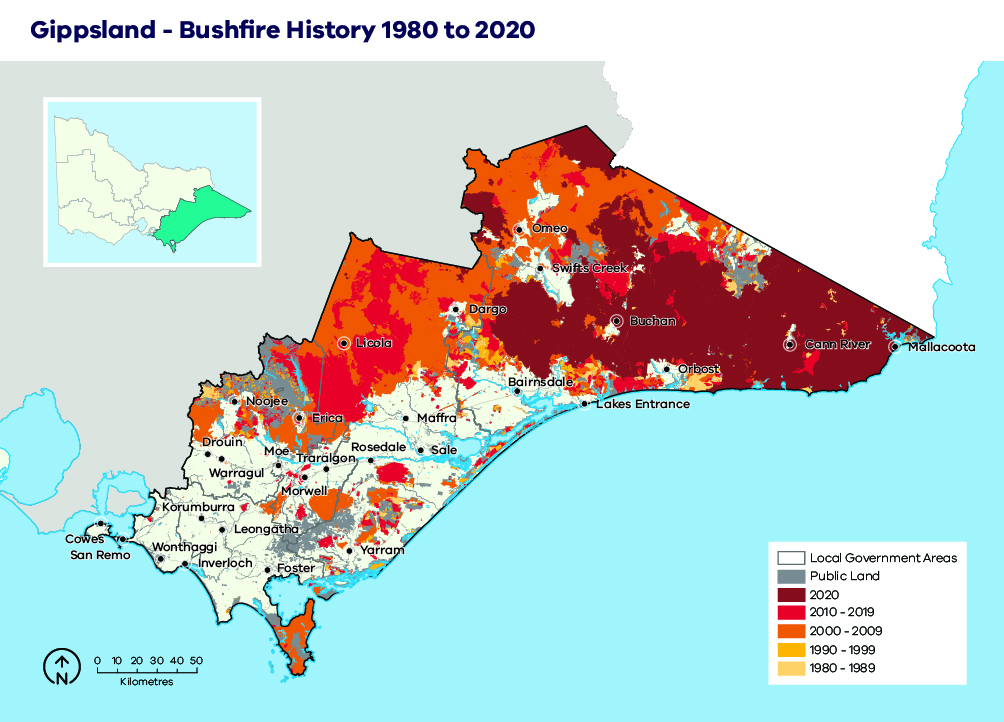 Gippsland - Bushfire History 1980 to 2020
Omeo
Swifts Creek
Dargo
Buchan
Licola
Cann River
Mallacoota
Orbost
Bairnsdale
Noojee
Lakes Entrance
Erica
Maffra
Drouin
Moe
Rosedale
Sale
Traralgon
Warragul
Morwell
Korumburra
Leongatha
Cowes
San Remo
Wonthaggi
Yarram
Inverloch
Foster
Local Government Areas
Public Land
2020
2010 - 2019
2000 - 2009
1990 - 1999
1980 - 1989
N
0 10 20 30 40 50
Kilometres